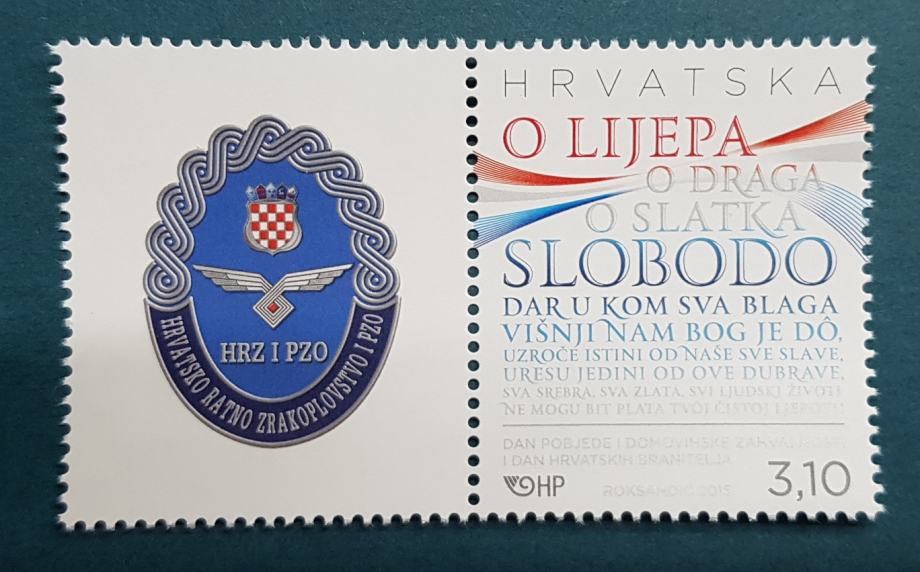 HRZ I PZO
HRVATSKO RATNO ZRAKOPLOVSTVO I PZO
HRVATSKA
O LIJEPA
O DRAGA
O SLATKA
SLOBODO
DAR U KOM SVA BLAGA
VIŠNJI NAM BOG JE DÔ,
UZROČE ISTINI OD NAŠE SVE SLAVE,
URESU JEDINI OD OVE DUBRAVE,
SVA SREBRA, SVA ZLATA, SVI LJUDSKI ŽIVOTI
NE MOGU BIT PLATA TVÔJ ČISTOJ LJEPOTI!
DAN POBJEDE I DOMOVINSKE ZAHVALNOSTI
I DAN HRVATSKIH BRANITELJA
HP ROKSANDIĆ 2015 3,10